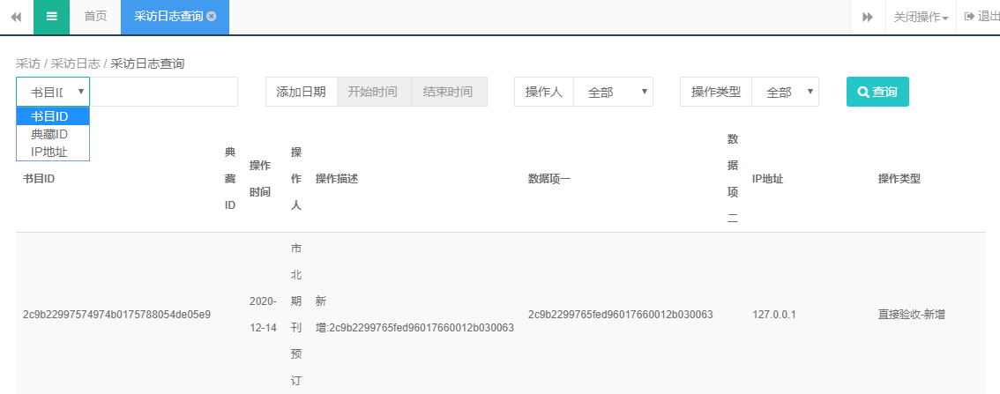 首页
采访日志查询
关闭操作
退出
采访 / 采访日志 / 采访日志查询
书目ID
添加日期
开始时间
结束时间
操作人
全部
操作类型
全部
查询
书目ID
典藏ID
IP地址
书目ID
典
藏
ID
操作
时间
操
作
人
操作描述
数据项一
数
据
项
二
IP地址
操作类型
2c9b22997574974b0175788054de05e9
2020-
12-14
市
北
期
刊
预
订
新
增:2c9b2299765fed96017660012b030063
2c9b2299765fed96017660012b030063
127.0.0.1
直接验收-新增